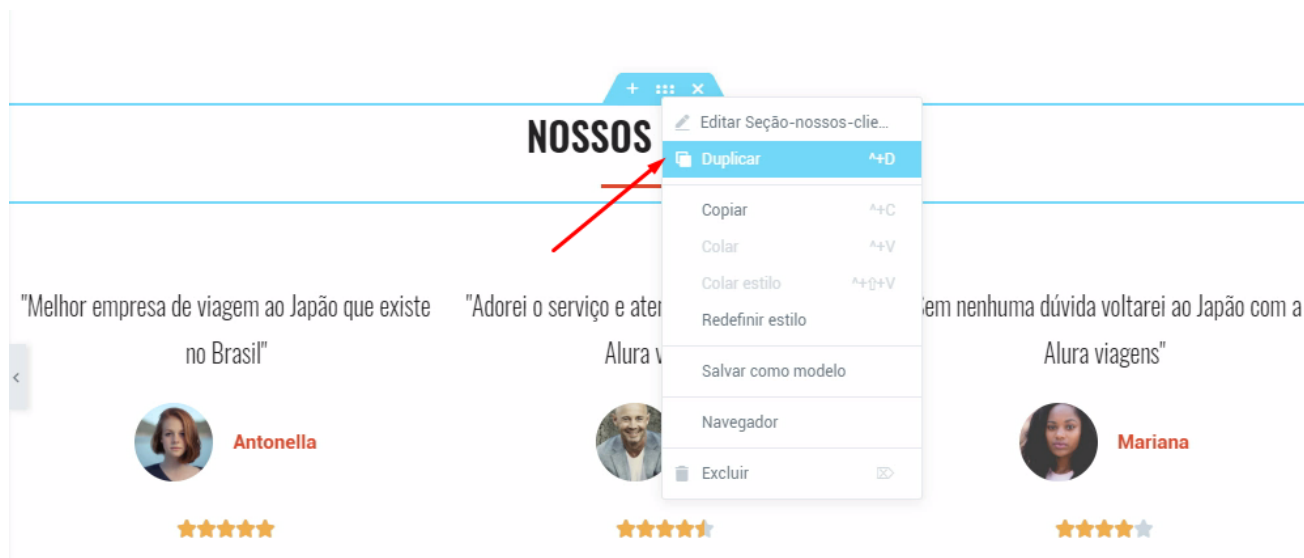 NOSSOS
Editar Seção-nossos-clie...
Duplicar ^+D
Copiar ^+C
Colar ^+V
Colar estilo ^+⇧+V
Redefinir estilo
Salvar como modelo
Navegador
Excluir
"Melhor empresa de viagem ao Japão que existe
no Brasil"
Antonella
"Adorei o serviço e
Alura
nenhuma dúvida voltarei ao Japão com a
Alura viagens"
Mariana